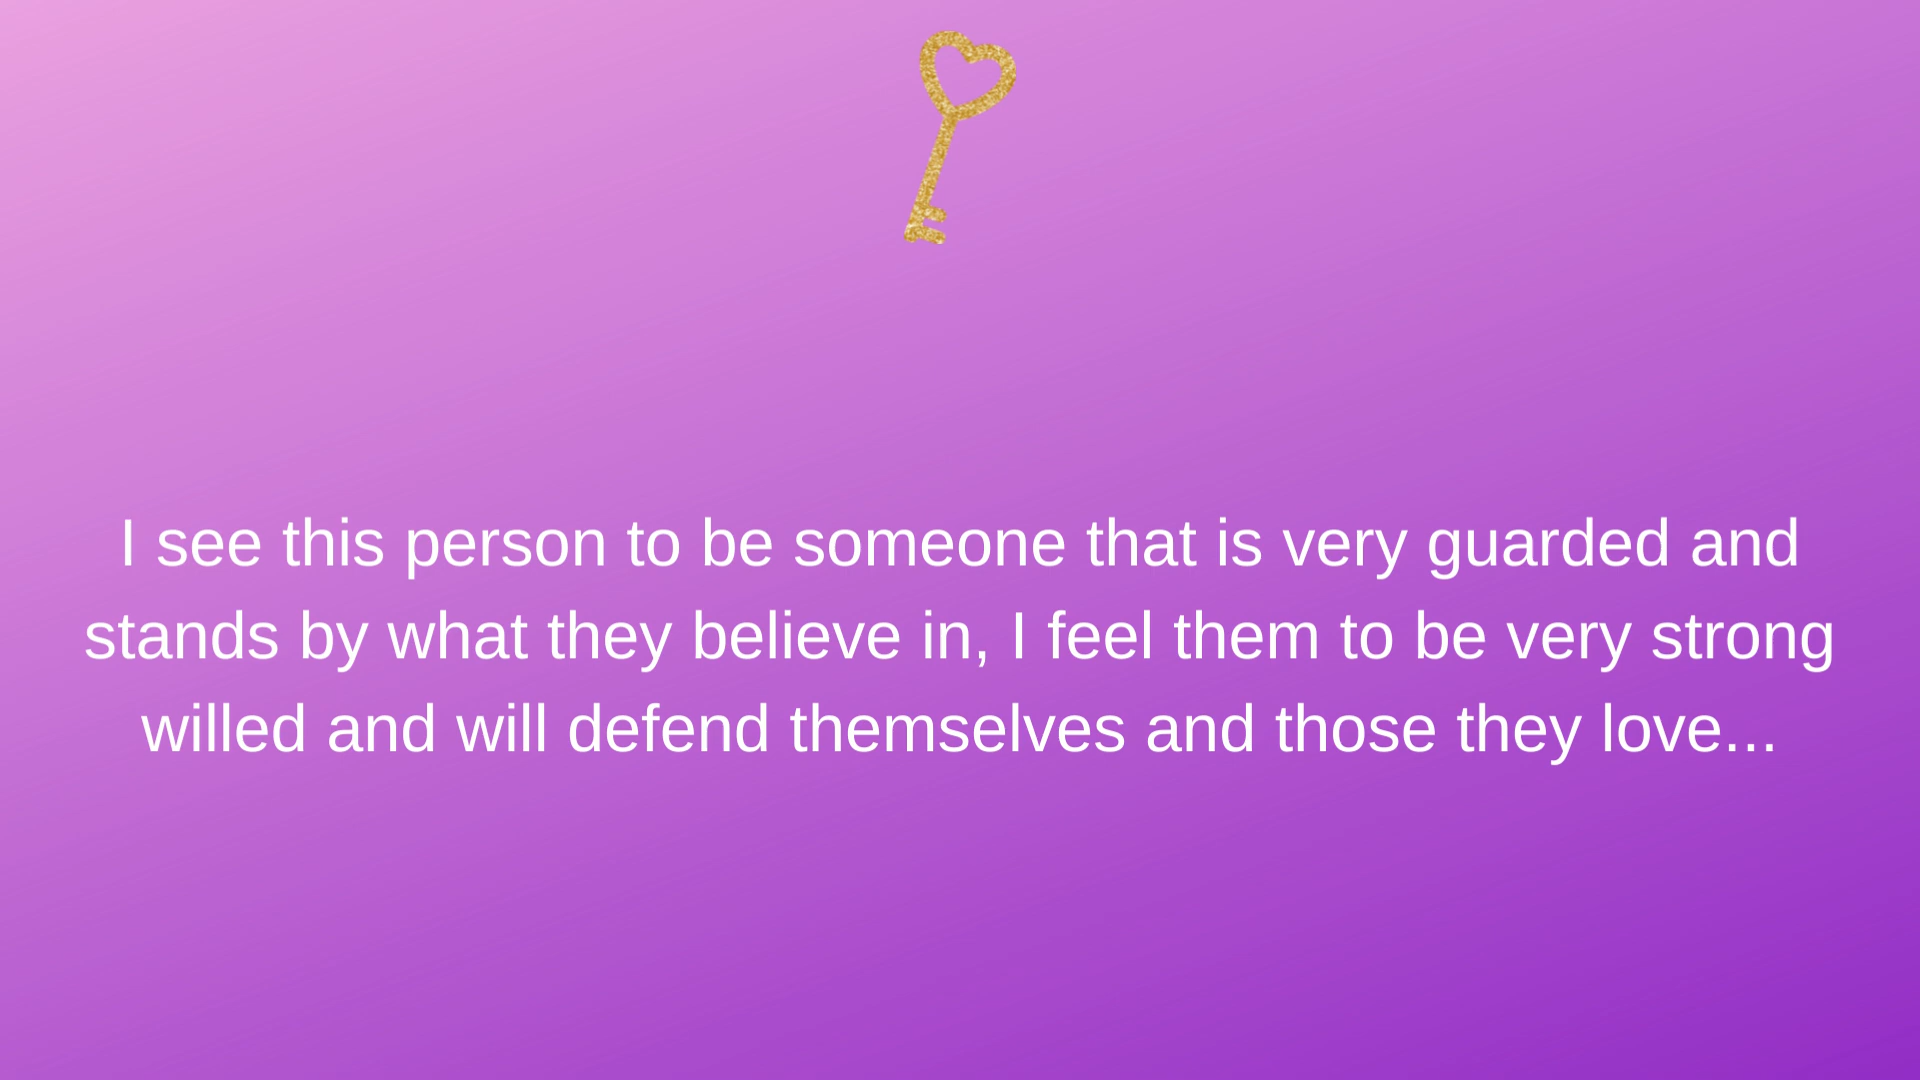 I see this person to be someone that is very guarded and
stands by what they believe in, I feel them to be very strong
willed and will defend themselves and those they love...